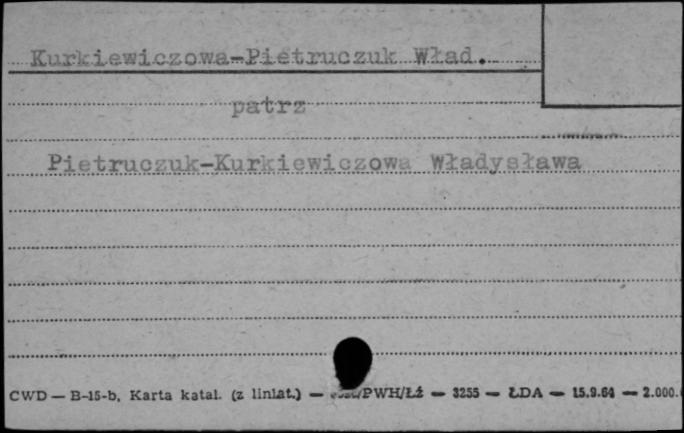 Kurkiewiczowa-Pietruczuk Wład.
patrz
Pietruczuk-Kurkiewiczowa Władysława
CWD — B-15-b, Karta katal. (z liniat.) — /PWH/Łź — 3255 — ŁDA — 15.9.64 — 2.000.